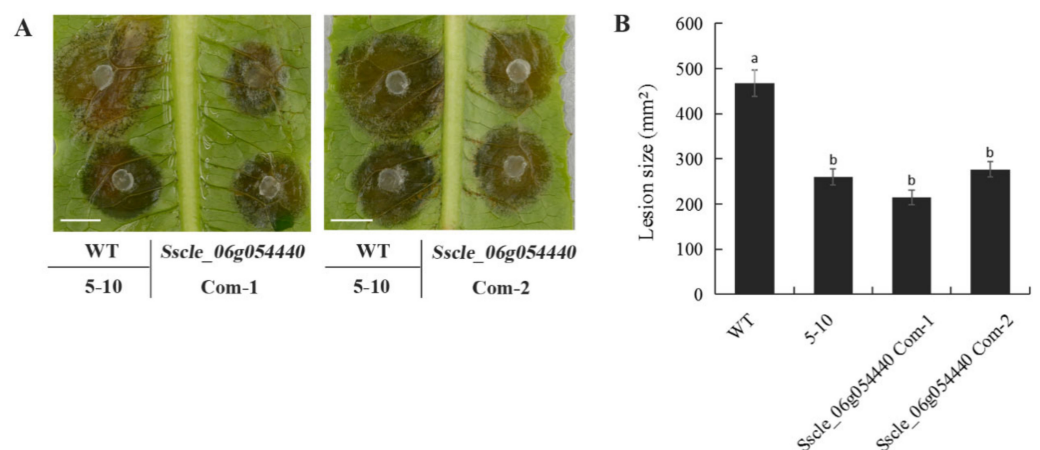 A
WT
Sscle_06g054440
5-10
Com-1
WT
Sscle_06g054440
5-10
Com-2
B
Lesion size (mm²)
600
500
400
300
200
100
0
a
b
b
b
WT
5-10
Sscle_06g054440 Com-1
Sscle_06g054440 Com-2